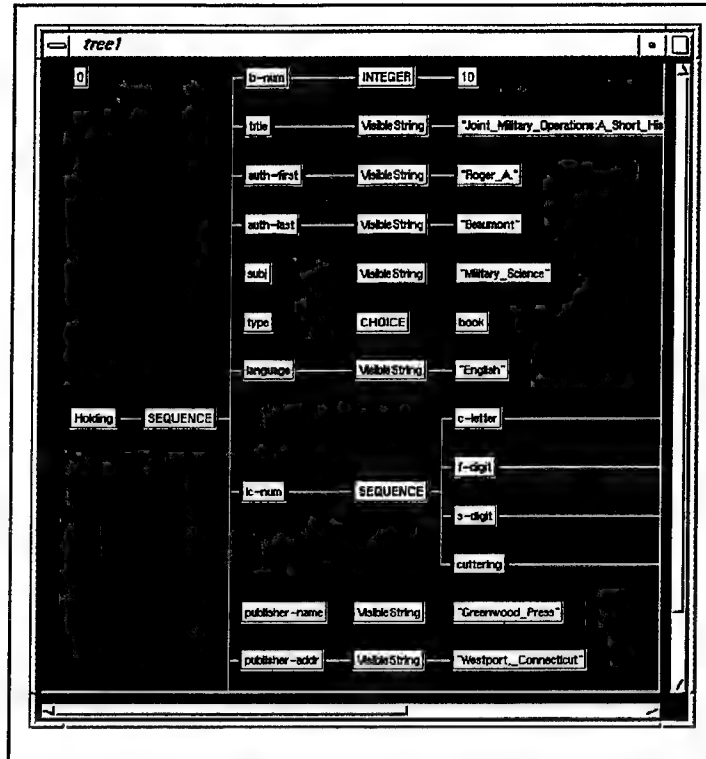 tree1
0 b-num INTEGER 10
title VisibleString "Joint_Military_Operations:A_Short_His
auth-first VisibleString "Roger_A."
auth-last VisibleString "Beaumont"
subj VisibleString "Military_Science"
type CHOICE book
language VisibleString "English"
c-letter
Holding SEQUENCE
f-digit
lc-num SEQUENCE
s-digit
cuttering
publisher-name VisibleString "Greenwood_Press"
publisher-addr VisibleString "Westport,_Connecticut"